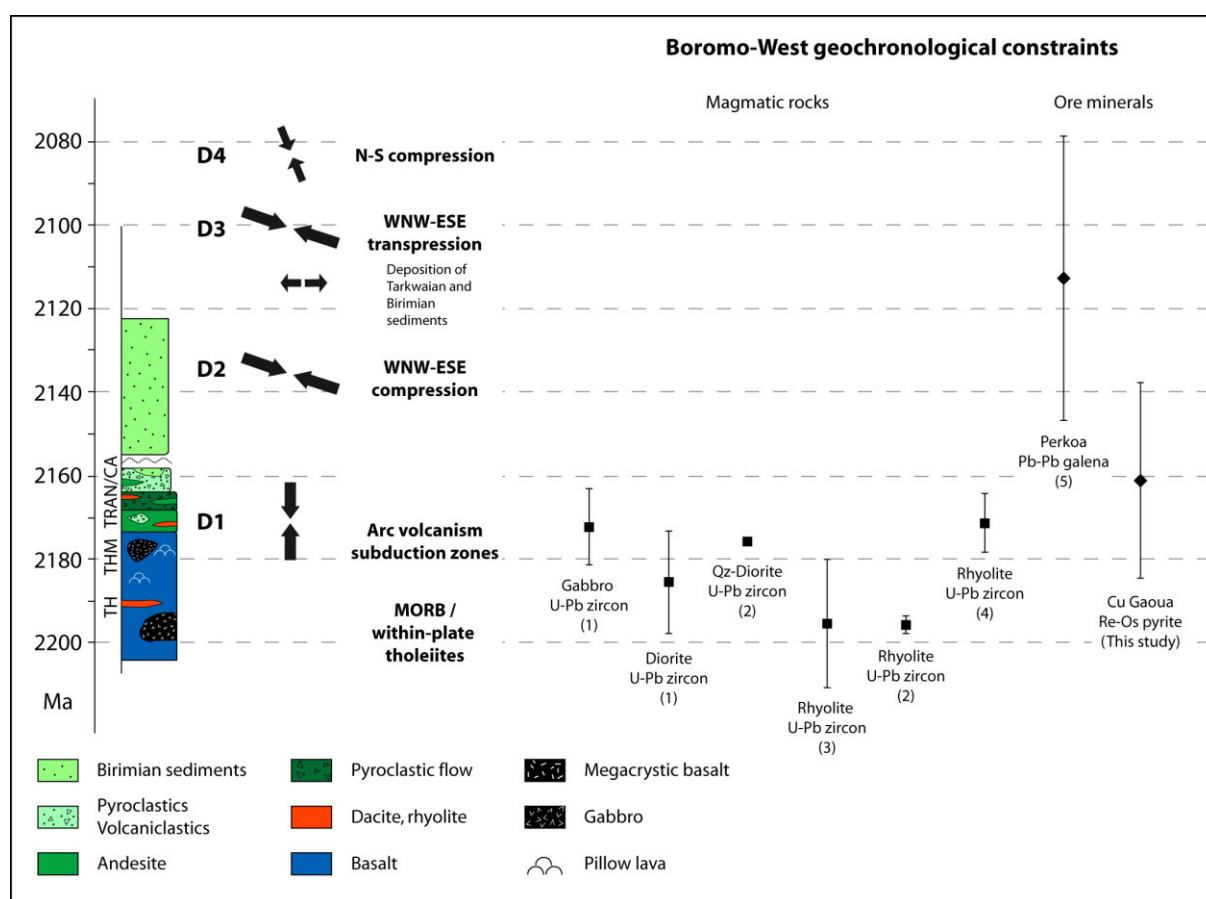 Boromo-West geochronological constraints
Magmatic rocks
Ore minerals
2080
2100
2120
2140
2160
2180
2200
Ma
TH THM TRAN/CA
D4
N-S compression
D3
WNW-ESE
transpression
Deposition of
Tarkwaian and
Birimian
sediments
D2
WNW-ESE
compression
D1
Arc volcanism
subduction zones
MORB /
within-plate
tholeiites
Gabbro
U-Pb zircon
(1)
Diorite
U-Pb zircon
(1)
Qz-Diorite
U-Pb zircon
(2)
Rhyolite
U-Pb zircon
(3)
Rhyolite
U-Pb zircon
(2)
Rhyolite
U-Pb zircon
(4)
Perkoa
Pb-Pb galena
(5)
Cu Gaoua
Re-Os pyrite
(This study)
Birimian sediments
Pyroclastics
Volcaniclastics
Andesite
Pyroclastic flow
Dacite, rhyolite
Basalt
Megacrystic basalt
Gabbro
Pillow lava